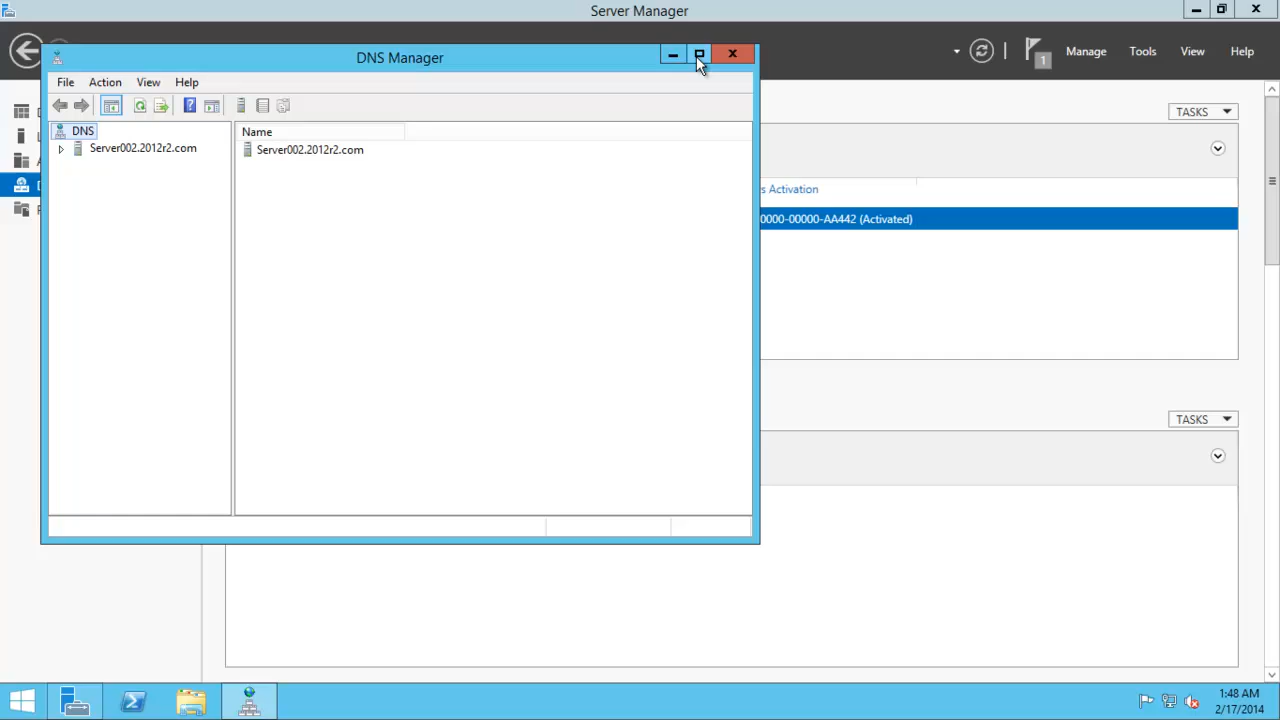 Server Manager
DNS Manager
1
Manage
Tools
View
Help
File
Action
View
Help
TASKS
DNS
Name
Server002.2012r2.com
Server002.2012r2.com
s Activation
0000-00000-AA442 (Activated)
TASKS
1:48 AM
2/17/2014